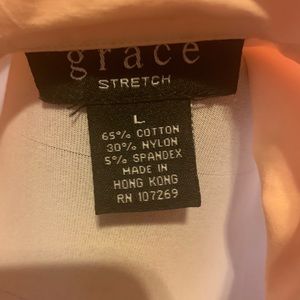 grace
STRETCH
L
65% COTTON
30% NYLON
5% SPANDEX
MADE IN
HONG KONG
RN 107269